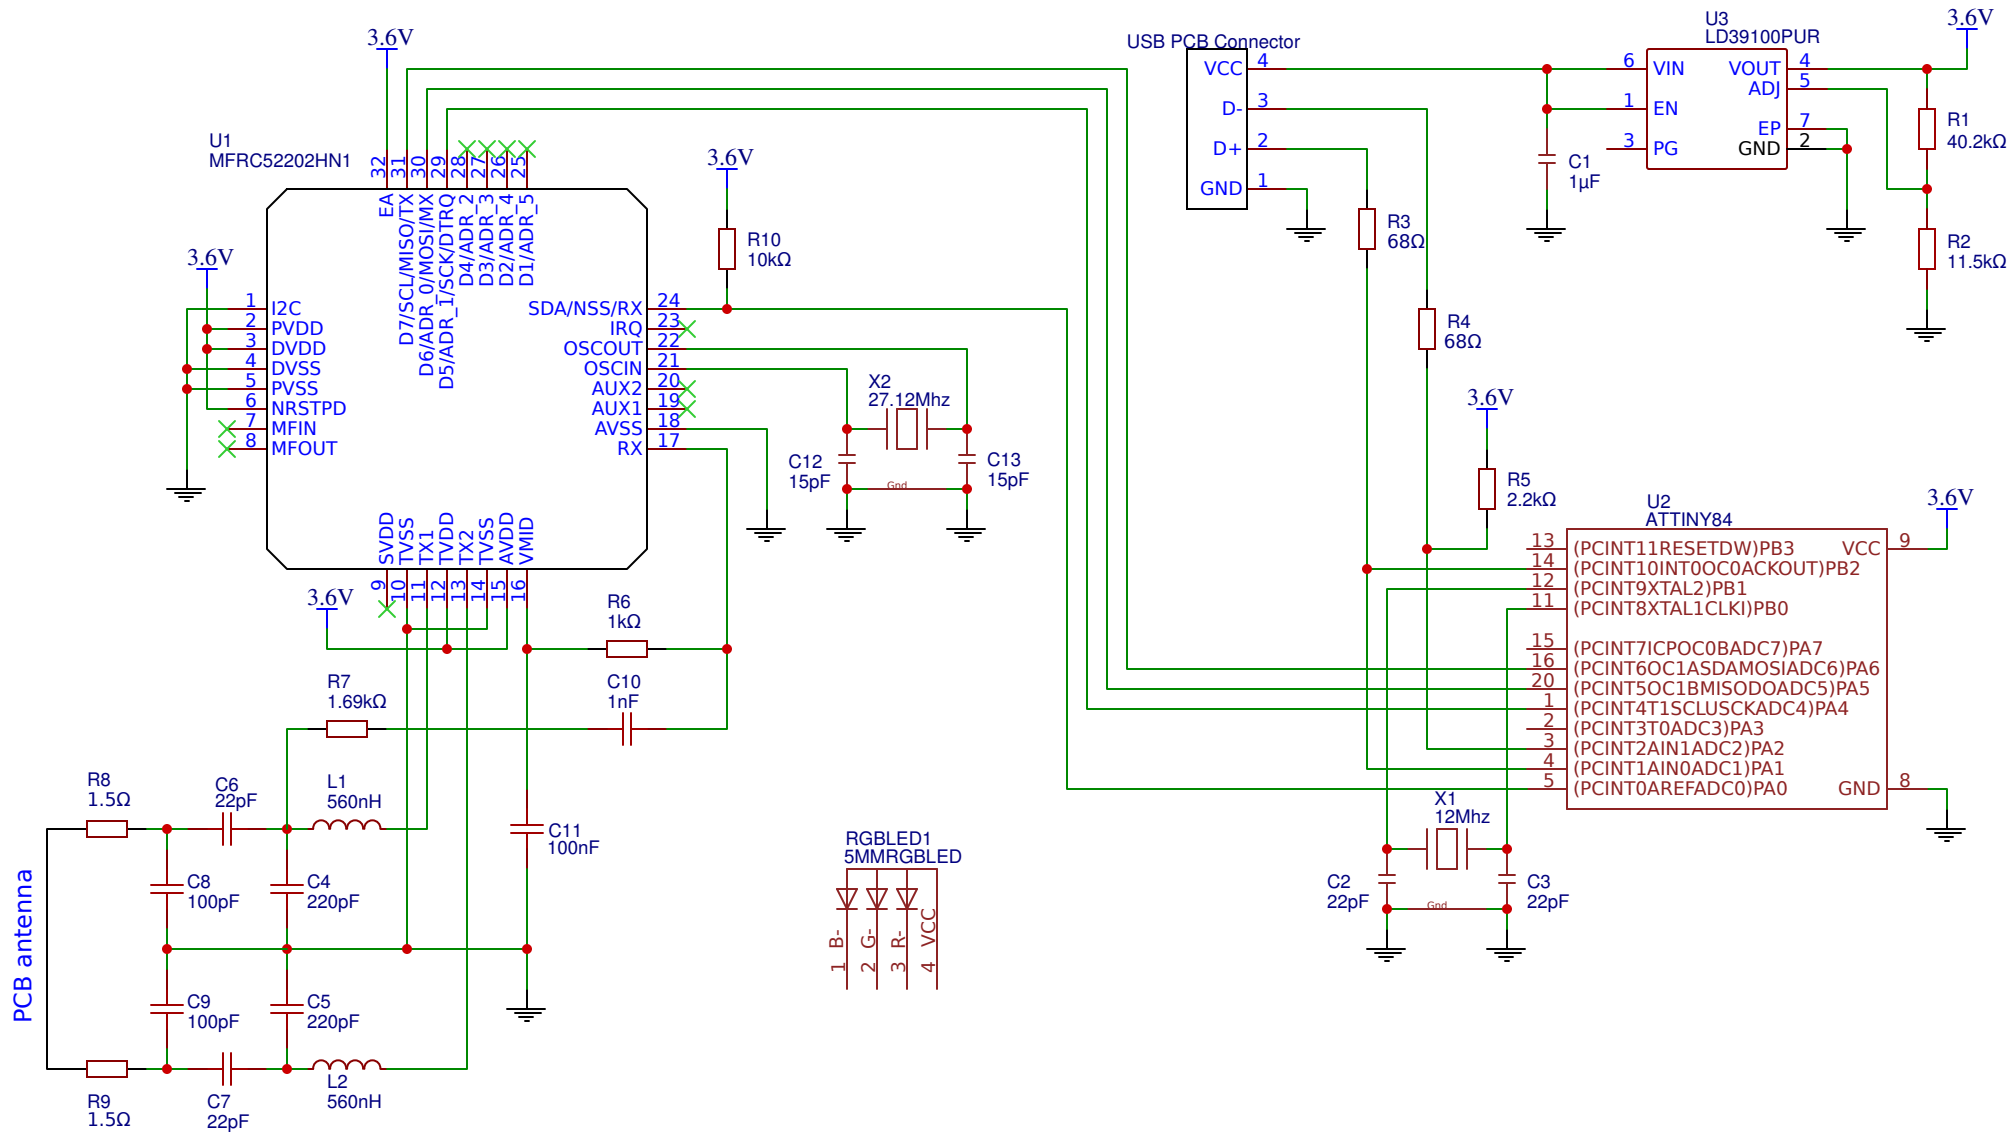 3.6V
U1
MFRC52202HN1
32
31
30
29
28
27
26
25
EA
D7/SCL/MISO/TX
D6/ADR_0/MOSI/MX
D5/ADR_1/SCK/DTRQ
D4/ADR_2
D3/ADR_3
D2/ADR_4
D1/ADR_5
3.6V
1 I2C
2 PVDD
3 DVDD
4 DVSS
5 PVSS
6 NRSTPD
7 MFIN
8 MFOUT
SDA/NSS/RX 24
IRQ 23
OSCOUT 22
OSCIN 21
AUX2 20
AUX1 19
AVSS 18
RX 17
SVDD
TVSS
TX1
TVDD
TX2
TVSS
AVDD
VMID
9
10
11
12
13
14
15
16
3.6V
R10
10kΩ
X2
27.12Mhz
C12
15pF
Gnd
C13
15pF
3.6V
R6
1kΩ
R7
1.69kΩ
C10
1nF
R8
1.5Ω
C6
22pF
L1
560nH
C8
100pF
C4
220pF
C11
100nF
PCB antenna
C9
100pF
C5
220pF
R9
1.5Ω
C7
22pF
L2
560nH
RGBLED1
5MMRGBLED
1 B-
2 G-
3 R-
4 VCC
USB PCB Connector
VCC 4
D- 3
D+ 2
GND 1
U3
LD39100PUR
6 VIN
1 EN
3 PG
VOUT 4
ADJ 5
EP 7
GND 2
3.6V
C1
1µF
R1
40.2kΩ
R2
11.5kΩ
R3
68Ω
R4
68Ω
3.6V
R5
2.2kΩ
U2
ATTINY84
13 (PCINT11RESETDW)PB3
14 (PCINT10INT0OC0ACKOUT)PB2
12 (PCINT9XTAL2)PB1
11 (PCINT8XTAL1CLKI)PB0
15 (PCINT7ICPOC0BADC7)PA7
16 (PCINT6OC1ASDAMOSIADC6)PA6
20 (PCINT5OC1BMISODOADC5)PA5
1 (PCINT4T1SCLUSCKADC4)PA4
2 (PCINT3T0ADC3)PA3
3 (PCINT2AIN1ADC2)PA2
4 (PCINT1AIN0ADC1)PA1
5 (PCINT0AREFADC0)PA0
VCC 9
GND 8
3.6V
X1
12Mhz
C2
22pF
Gnd
C3
22pF